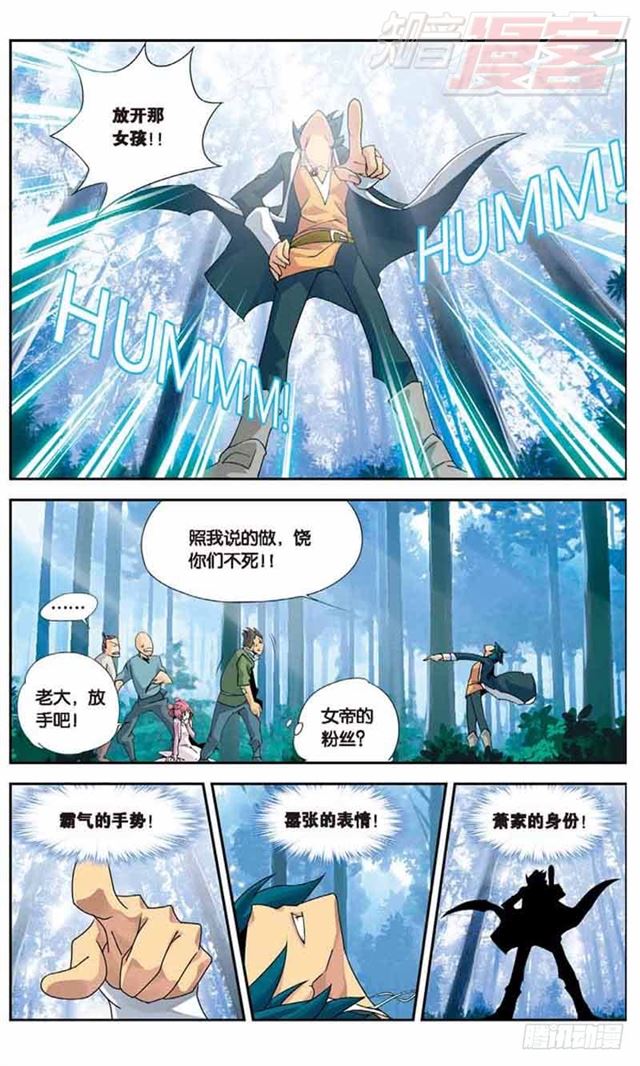 知音漫客
放开那
女孩!!
HUMM!
HUMMM!
照我说的做,饶
你们不死!!
……
老大,放
手吧!
女帝的
粉丝?
霸气的手势!
嚣张的表情!
萧家的身份!
腾讯动漫